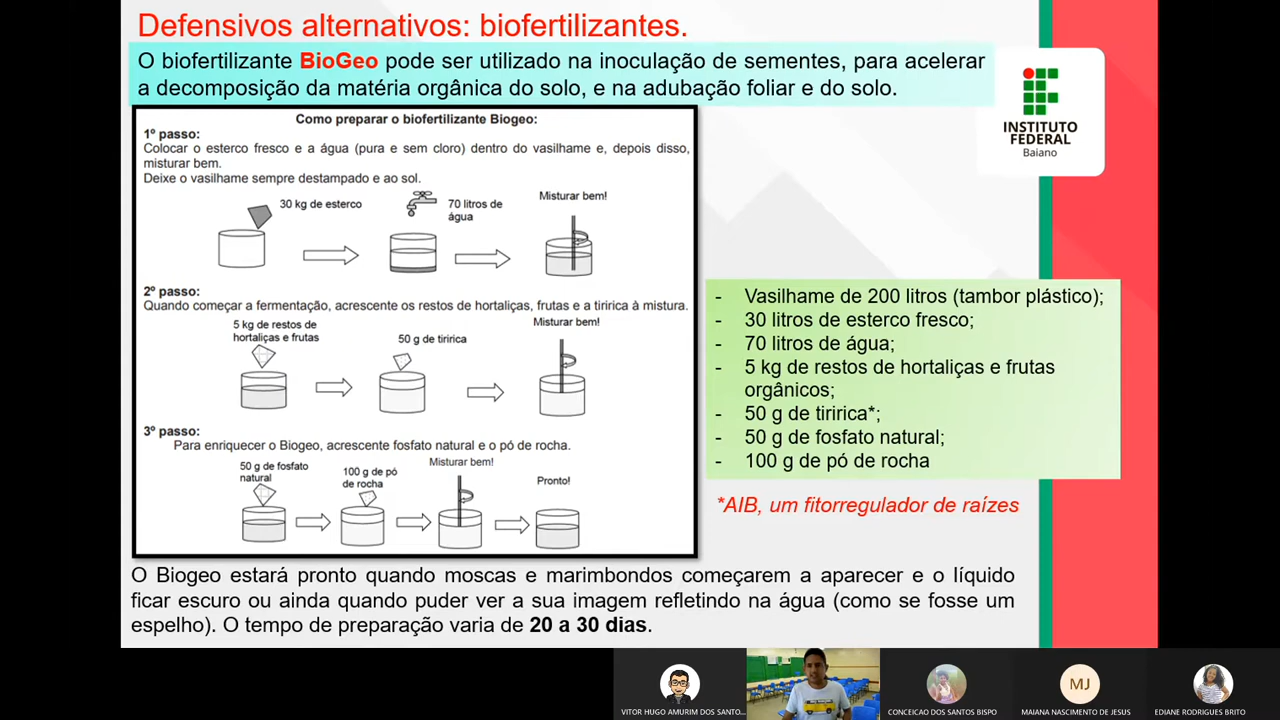 Defensivos alternativos: biofertilizantes.
O biofertilizante BioGeo pode ser utilizado na inoculação de sementes, para acelerar
a decomposição da matéria orgânica do solo, e na adubação foliar e do solo.
INSTITUTO
FEDERAL
Baiano
Como preparar o biofertilizante Biogeo:
1º passo:
Colocar o esterco fresco e a água (pura e sem cloro) dentro do vasilhame e, depois disso,
misturar bem.
Deixe o vasilhame sempre destampado e ao sol.
30 kg de esterco
70 litros de
água
Misturar bem!
2º passo:
Quando começar a fermentação, acrescente os restos de hortaliças, frutas e a tiririca à mistura.
5 kg de restos de
hortaliças e frutas
50 g de tiririca
Misturar bem!
3º passo:
Para enriquecer o Biogeo, acrescente fosfato natural e o pó de rocha.
50 g de fosfato
natural
100 g de pó
de rocha
Misturar bem!
Pronto!
- Vasilhame de 200 litros (tambor plástico);
- 30 litros de esterco fresco;
- 70 litros de água;
- 5 kg de restos de hortaliças e frutas
orgânicos;
- 50 g de tiririca*;
- 50 g de fosfato natural;
- 100 g de pó de rocha
*AIB, um fitorregulador de raízes
O Biogeo estará pronto quando moscas e marimbondos começarem a aparecer e o líquido
ficar escuro ou ainda quando puder ver a sua imagem refletindo na água (como se fosse um
espelho). O tempo de preparação varia de 20 a 30 dias.
MJ
VITOR HUGO AMURIM DOS SANTO...
CONCEICAO DOS SANTOS BISPO
MAIANA NASCIMENTO DE JESUS
EDIANE RODRIGUES BRITO